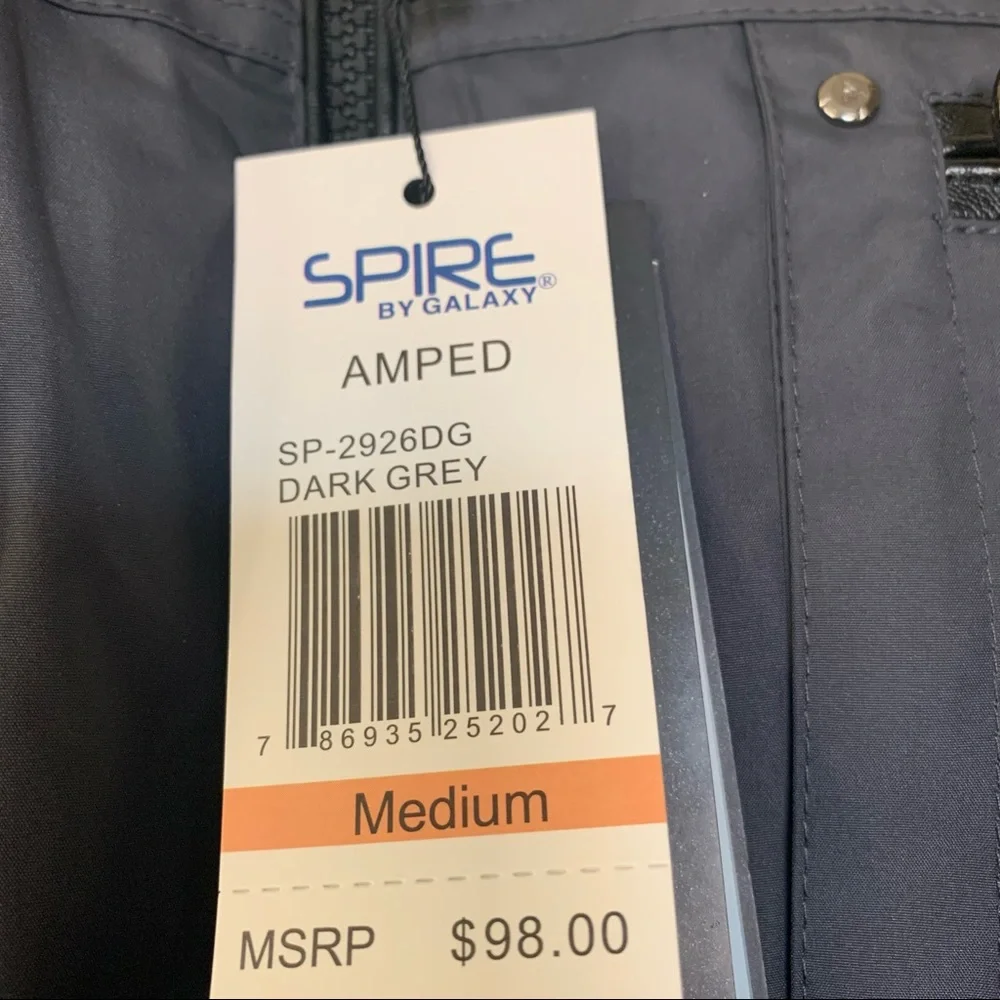 SPIRE®
BY GALAXY
AMPED
SP-2926DG
DARK GREY
7 86935 25202 7
Medium
MSRP $98.00